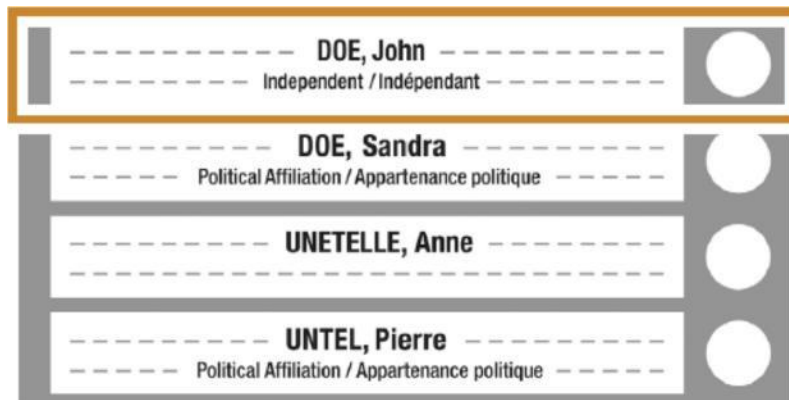 DOE, John
Independent / Indépendant
DOE, Sandra
Political Affiliation / Appartenance politique
UNETELLE, Anne
UNTEL, Pierre
Political Affiliation / Appartenance politique